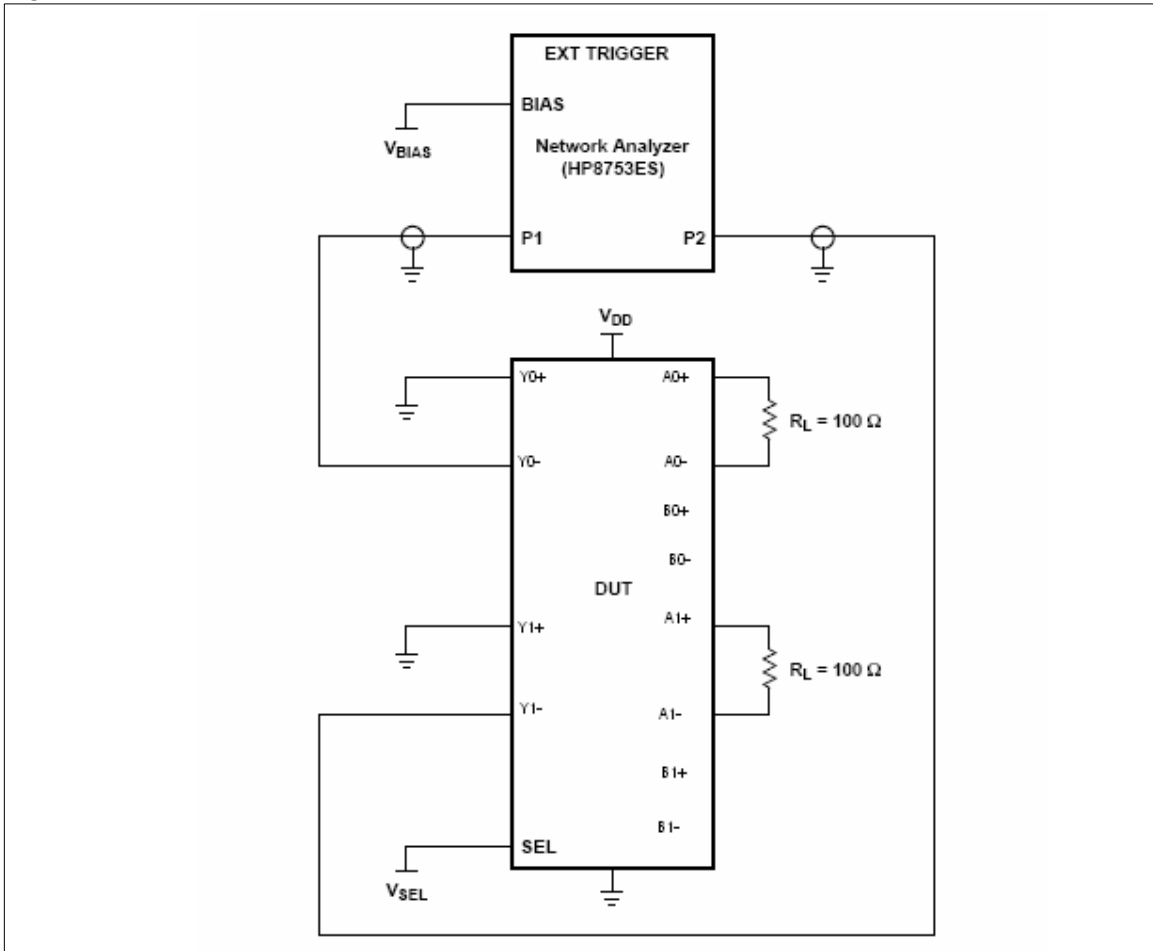 EXT TRIGGER
BIAS
VBIAS
Network Analyzer
(HP8753ES)
P1
P2
VDD
Y0+
A0+
RL = 100 Ω
Y0-
A0-
B0+
B0-
DUT
A1+
Y1+
RL = 100 Ω
Y1-
A1-
B1+
B1-
SEL
VSEL